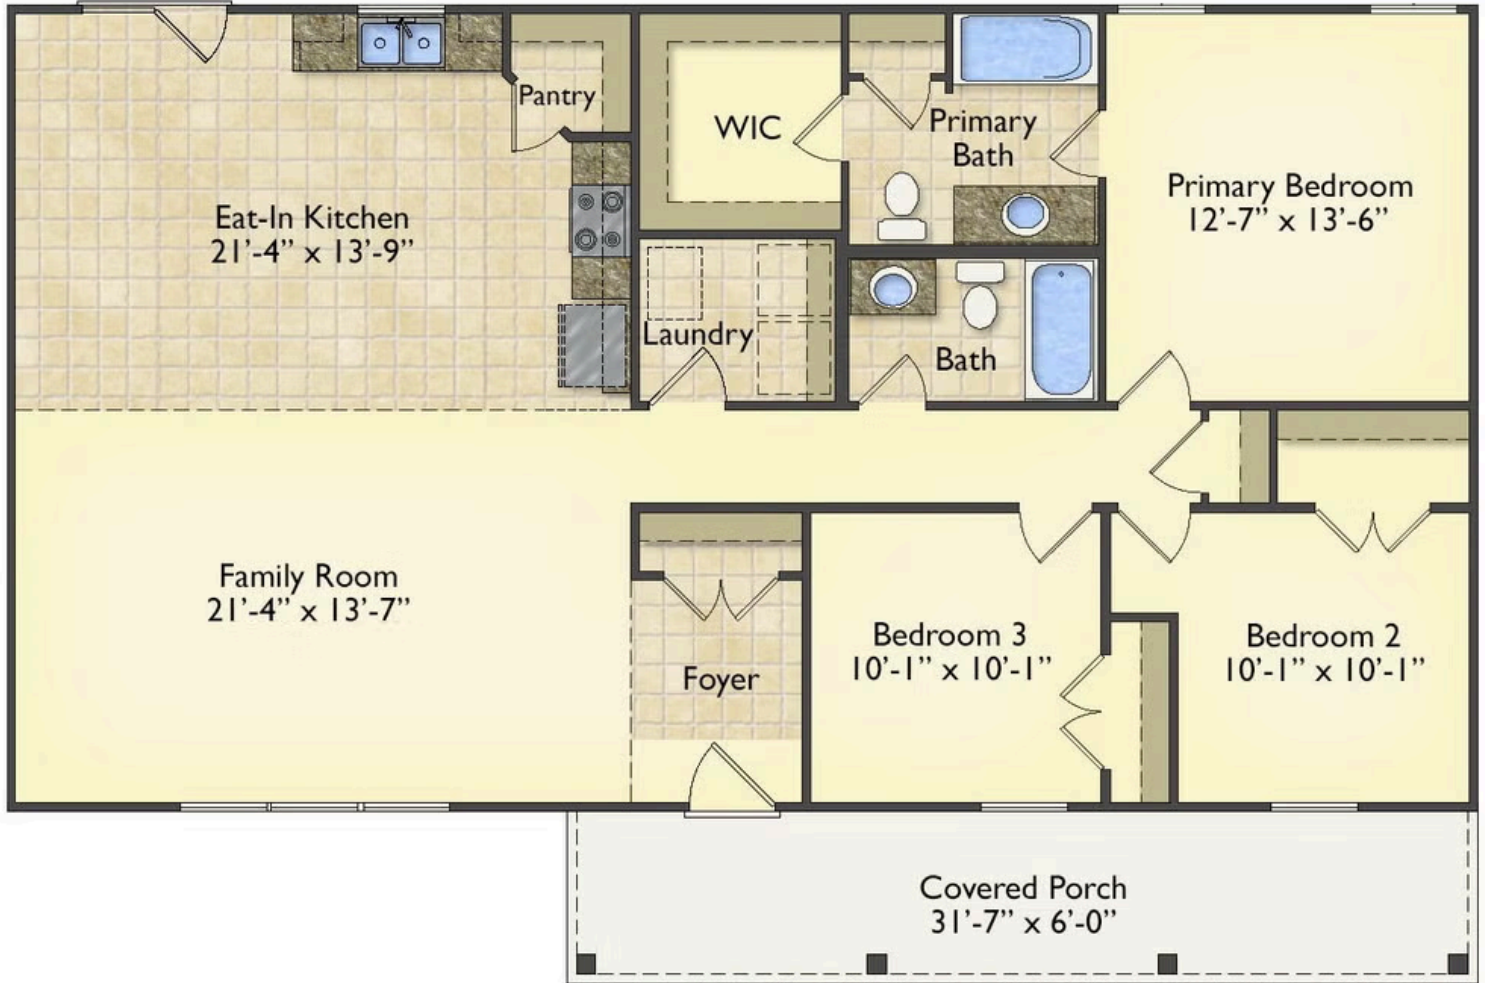 Pantry
WIC
Primary
Bath
Primary Bedroom
12'-7” x 13'-6”
Eat-In Kitchen
21'-4” x 13'-9”
Laundry
Bath
Family Room
21'-4” x 13'-7”
Foyer
Bedroom 3
10'-1” x 10'-1”
Bedroom 2
10'-1” x 10'-1”
Covered Porch
31'-7” x 6'-0”